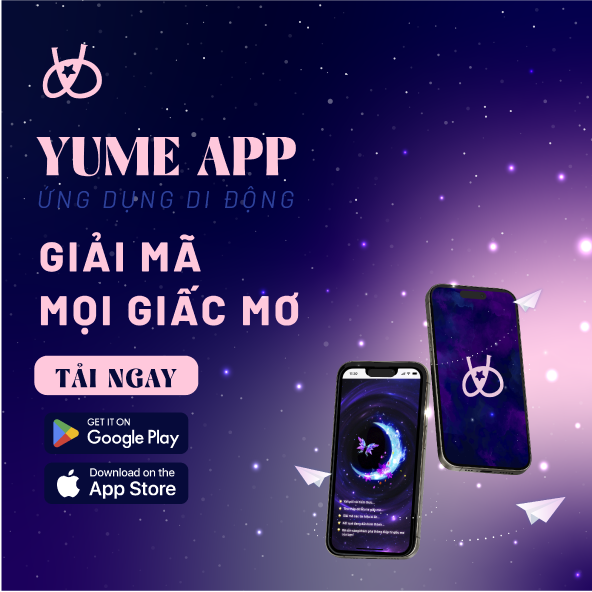 YUME APP
ỨNG DỤNG DI ĐỘNG
GIẢI MÃ
MỌI GIẤC MƠ
TẢI NGAY
GET IT ON
Google Play
Download on the
App Store